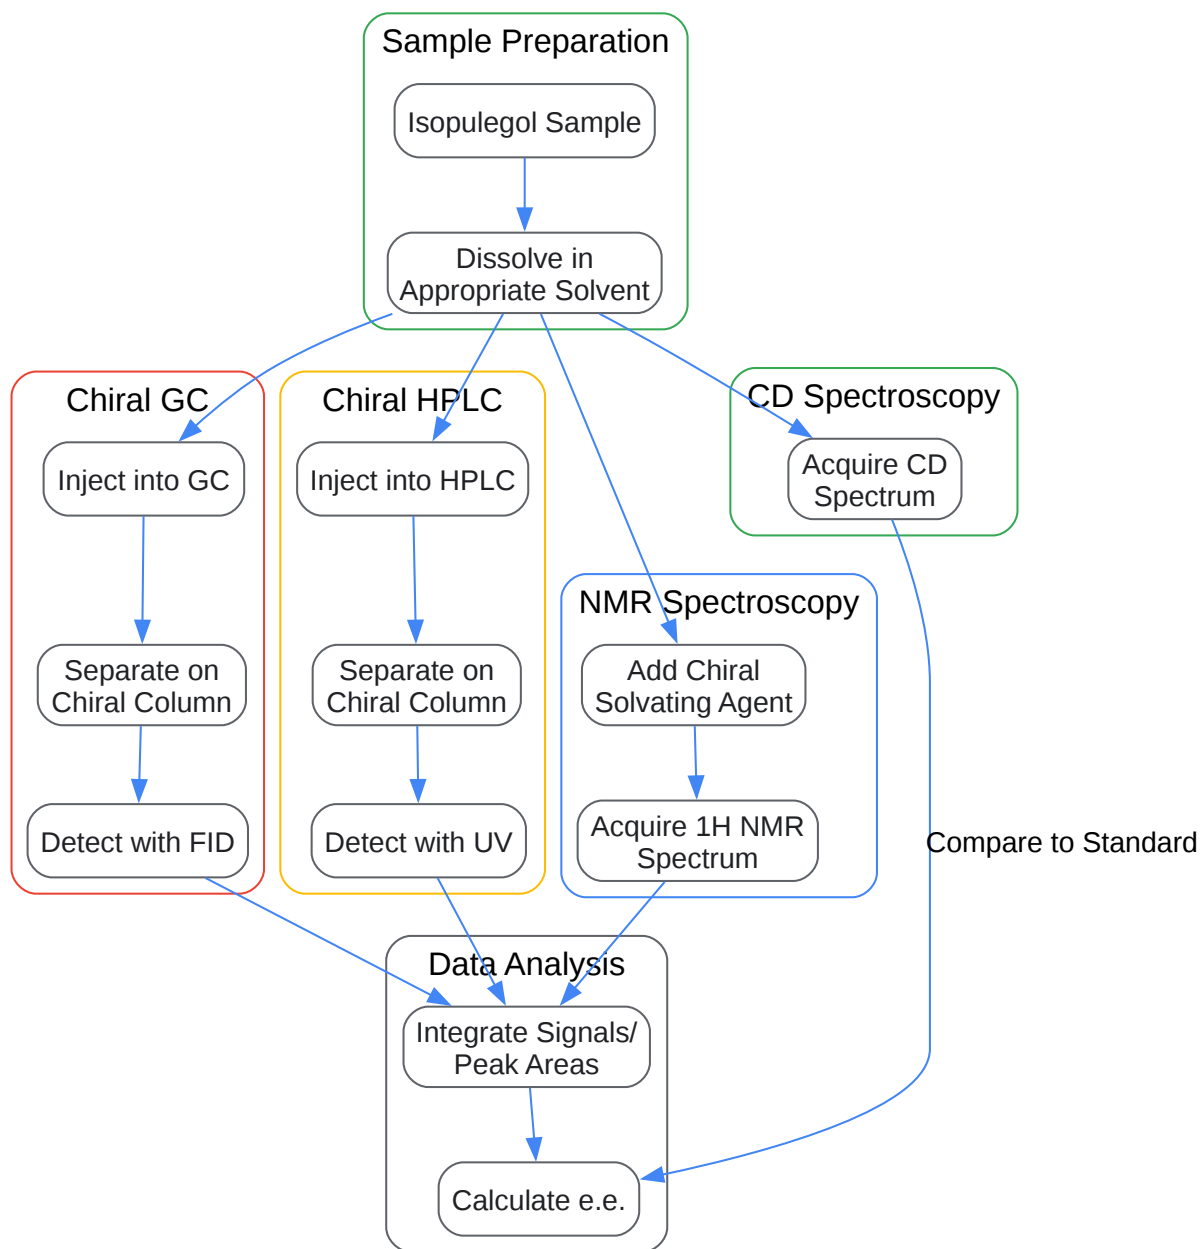 Sample Preparation
Isopulegol Sample
Dissolve in
Appropriate Solvent
Chiral GC
Inject into GC
Separate on
Chiral Column
Detect with FID
Chiral HPLC
Inject into HPLC
Separate on
Chiral Column
Detect with UV
NMR Spectroscopy
Add Chiral
Solvating Agent
Acquire 1H NMR
Spectrum
CD Spectroscopy
Acquire CD
Spectrum
Compare to Standard
Data Analysis
Integrate Signals/
Peak Areas
Calculate e.e.